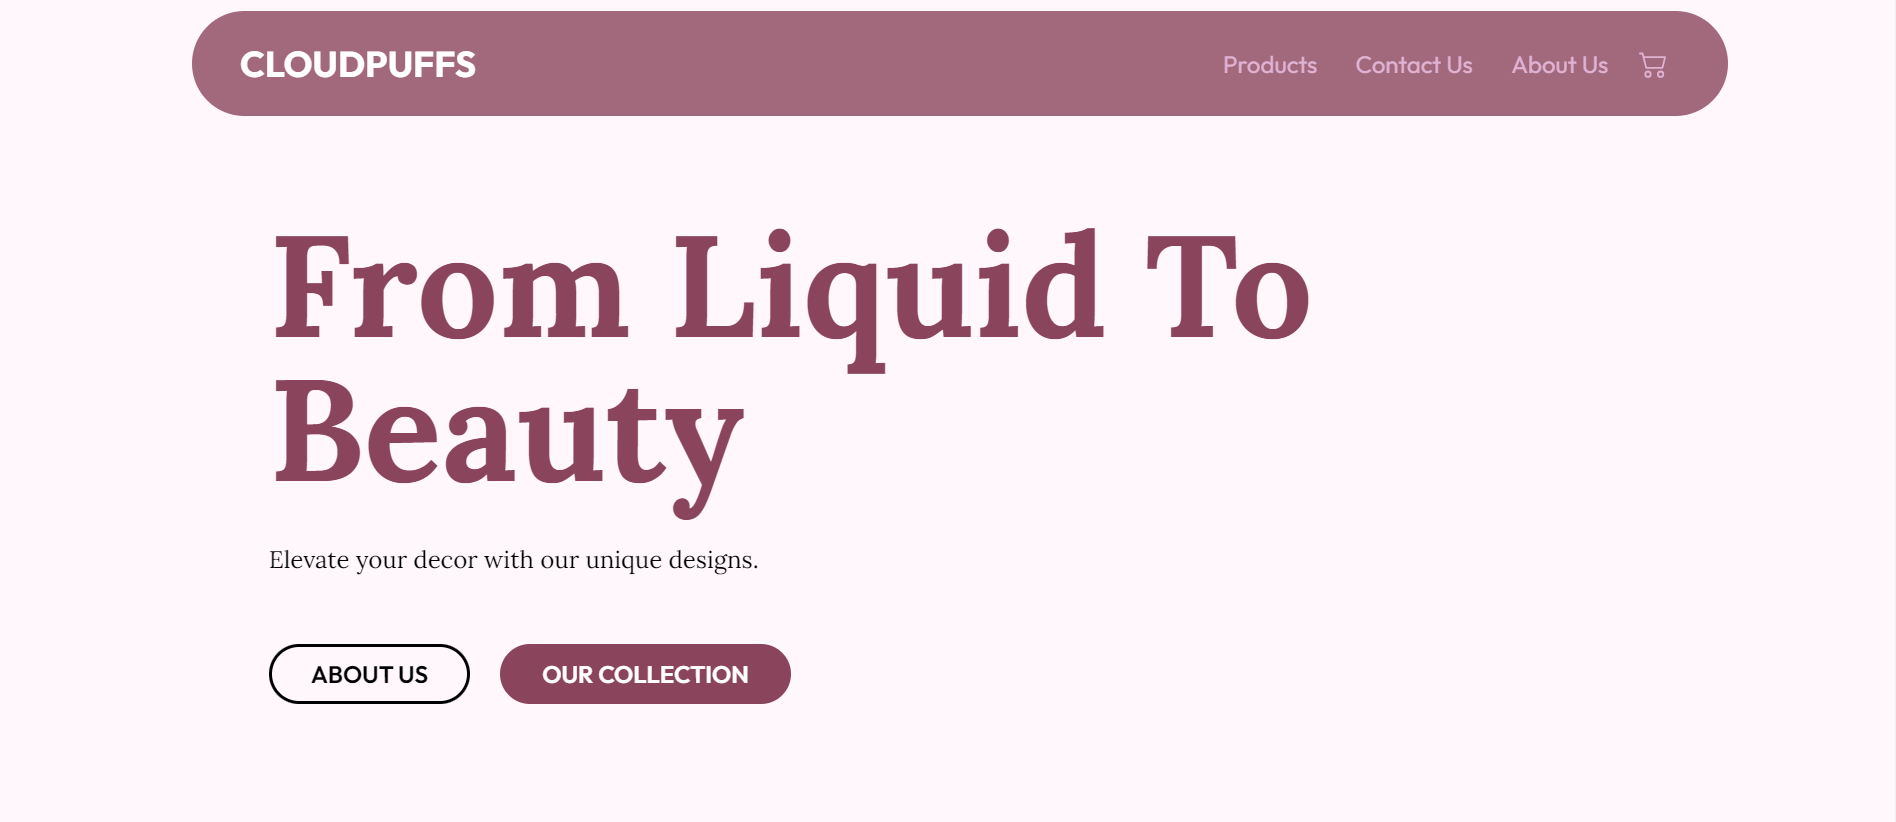 CLOUDPUFFS
Products Contact Us About Us
From Liquid To
Beauty
Elevate your decor with our unique designs.
ABOUT US OUR COLLECTION